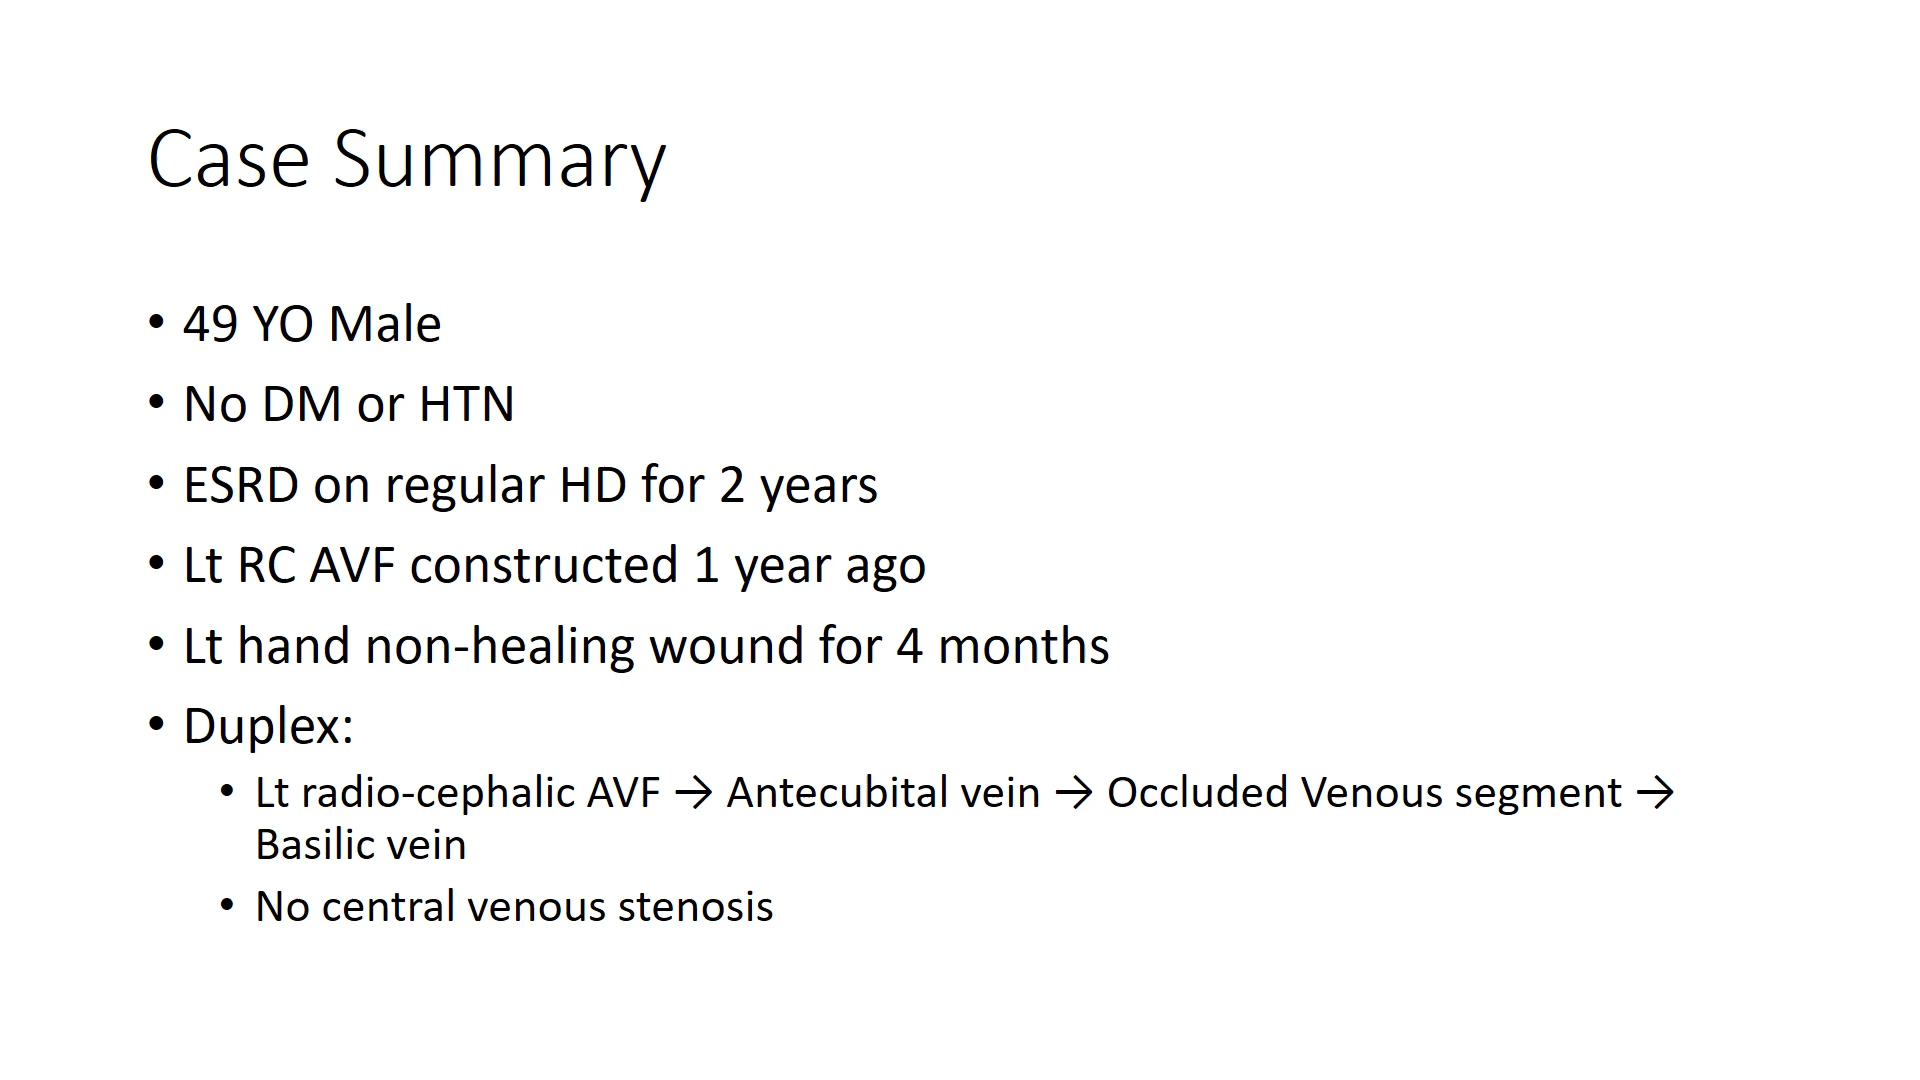 Case Summary
• 49 YO Male
• No DM or HTN
• ESRD on regular HD for 2 years
• Lt RC AVF constructed 1 year ago
• Lt hand non-healing wound for 4 months
• Duplex:
• Lt radio-cephalic AVF → Antecubital vein → Occluded Venous segment →
Basilic vein
• No central venous stenosis